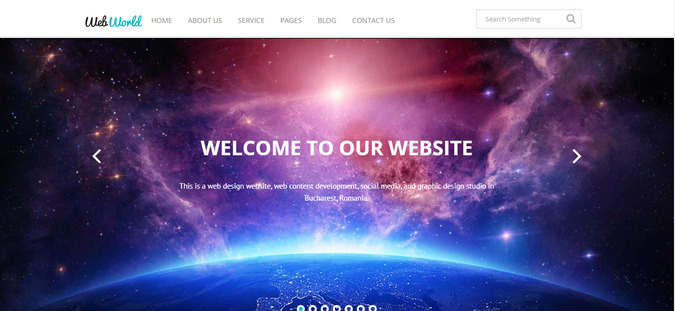 Web World
HOME ABOUT US SERVICE PAGES BLOG CONTACT US
Search Something
WELCOME TO OUR WEBSITE
This is a web design website, web content development, social media, and graphic design studio in
Bucharest, Romania.